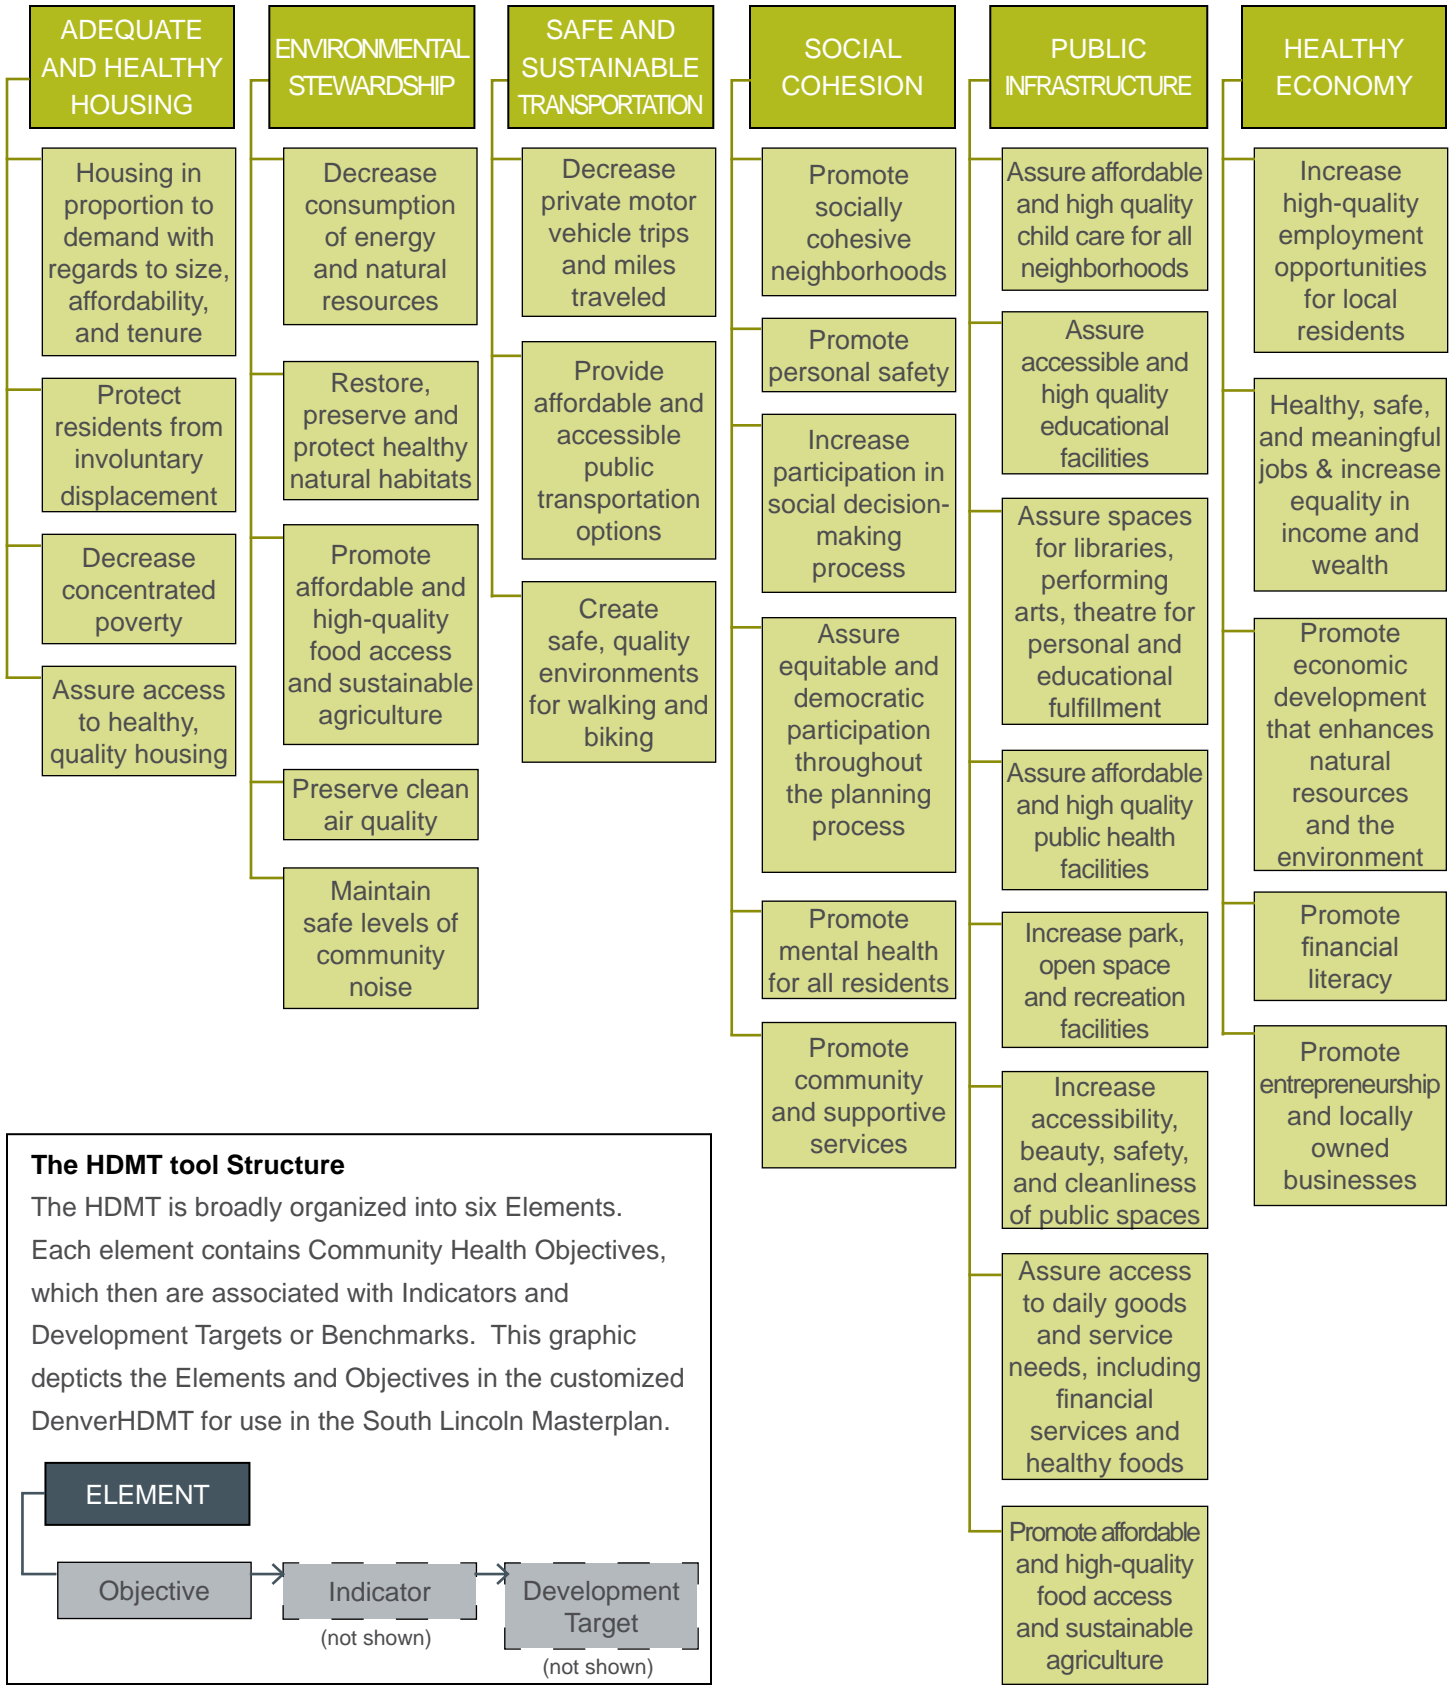 ADEQUATE
AND HEALTHY
HOUSING
Housing in
proportion to
demand with
regards to size,
affordability,
and tenure
Protect
residents from
involuntary
displacement
Decrease
concentrated
poverty
Assure access
to healthy,
quality housing
ENVIRONMENTAL
STEWARDSHIP
Decrease
consumption
of energy
and natural
resources
Restore,
preserve and
protect healthy
natural habitats
Promote
affordable and
high-quality
food access
and sustainable
agriculture
Preserve clean
air quality
Maintain
safe levels of
community
noise
SAFE AND
SUSTAINABLE
TRANSPORTATION
Decrease
private motor
vehicle trips
and miles
traveled
Provide
affordable and
accessible
public
transportation
options
Create
safe, quality
environments
for walking and
biking
SOCIAL
COHESION
Promote
socially
cohesive
neighborhoods
Promote
personal safety
Increase
participation in
social decision-
making
process
Assure
equitable and
democratic
participation
throughout
the planning
process
Promote
mental health
for all residents
Promote
community
and supportive
services
PUBLIC
INFRASTRUCTURE
Assure affordable
and high quality
child care for all
neighborhoods
Assure
accessible and
high quality
educational
facilities
Assure spaces
for libraries,
performing
arts, theatre for
personal and
educational
fulfillment
Assure affordable
and high quality
public health
facilities
Increase park,
open space
and recreation
facilities
Increase
accessibility,
beauty, safety,
and cleanliness
of public spaces
Assure access
to daily goods
and service
needs, including
financial
services and
healthy foods
Promote affordable
and high-quality
food access
and sustainable
agriculture
HEALTHY
ECONOMY
Increase
high-quality
employment
opportunities
for local
residents
Healthy, safe,
and meaningful
jobs & increase
equality in
income and
wealth
Promote
economic
development
that enhances
natural
resources
and the
environment
Promote
financial
literacy
Promote
entrepreneurship
and locally
owned
businesses
The HDMT tool Structure
The HDMT is broadly organized into six Elements.
Each element contains Community Health Objectives,
which then are associated with Indicators and
Development Targets or Benchmarks. This graphic
depticts the Elements and Objectives in the customized
DenverHDMT for use in the South Lincoln Masterplan.
ELEMENT
Objective
Indicator
(not shown)
Development
Target
(not shown)